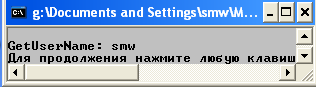 g:\Documents and Settings\smw\M...
GetUserName: smw
Для продолжения нажмите любую клавиш